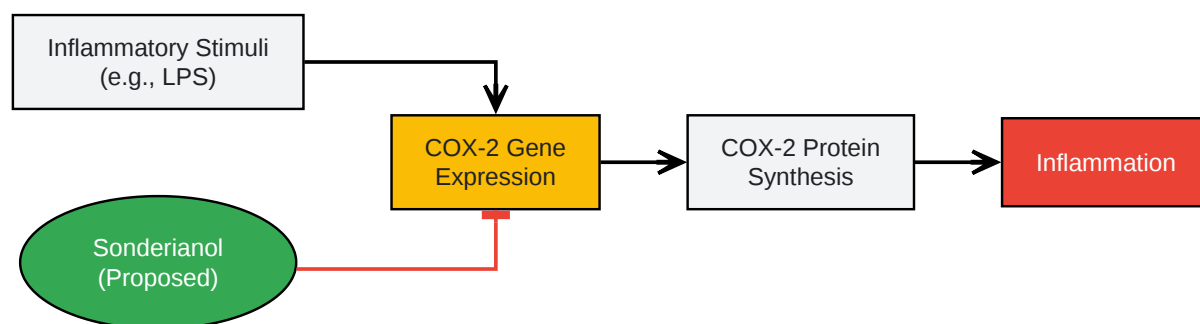 Inflammatory Stimuli
(e.g., LPS)
COX-2 Gene
Expression
COX-2 Protein
Synthesis
Inflammation
Sonderianol
(Proposed)